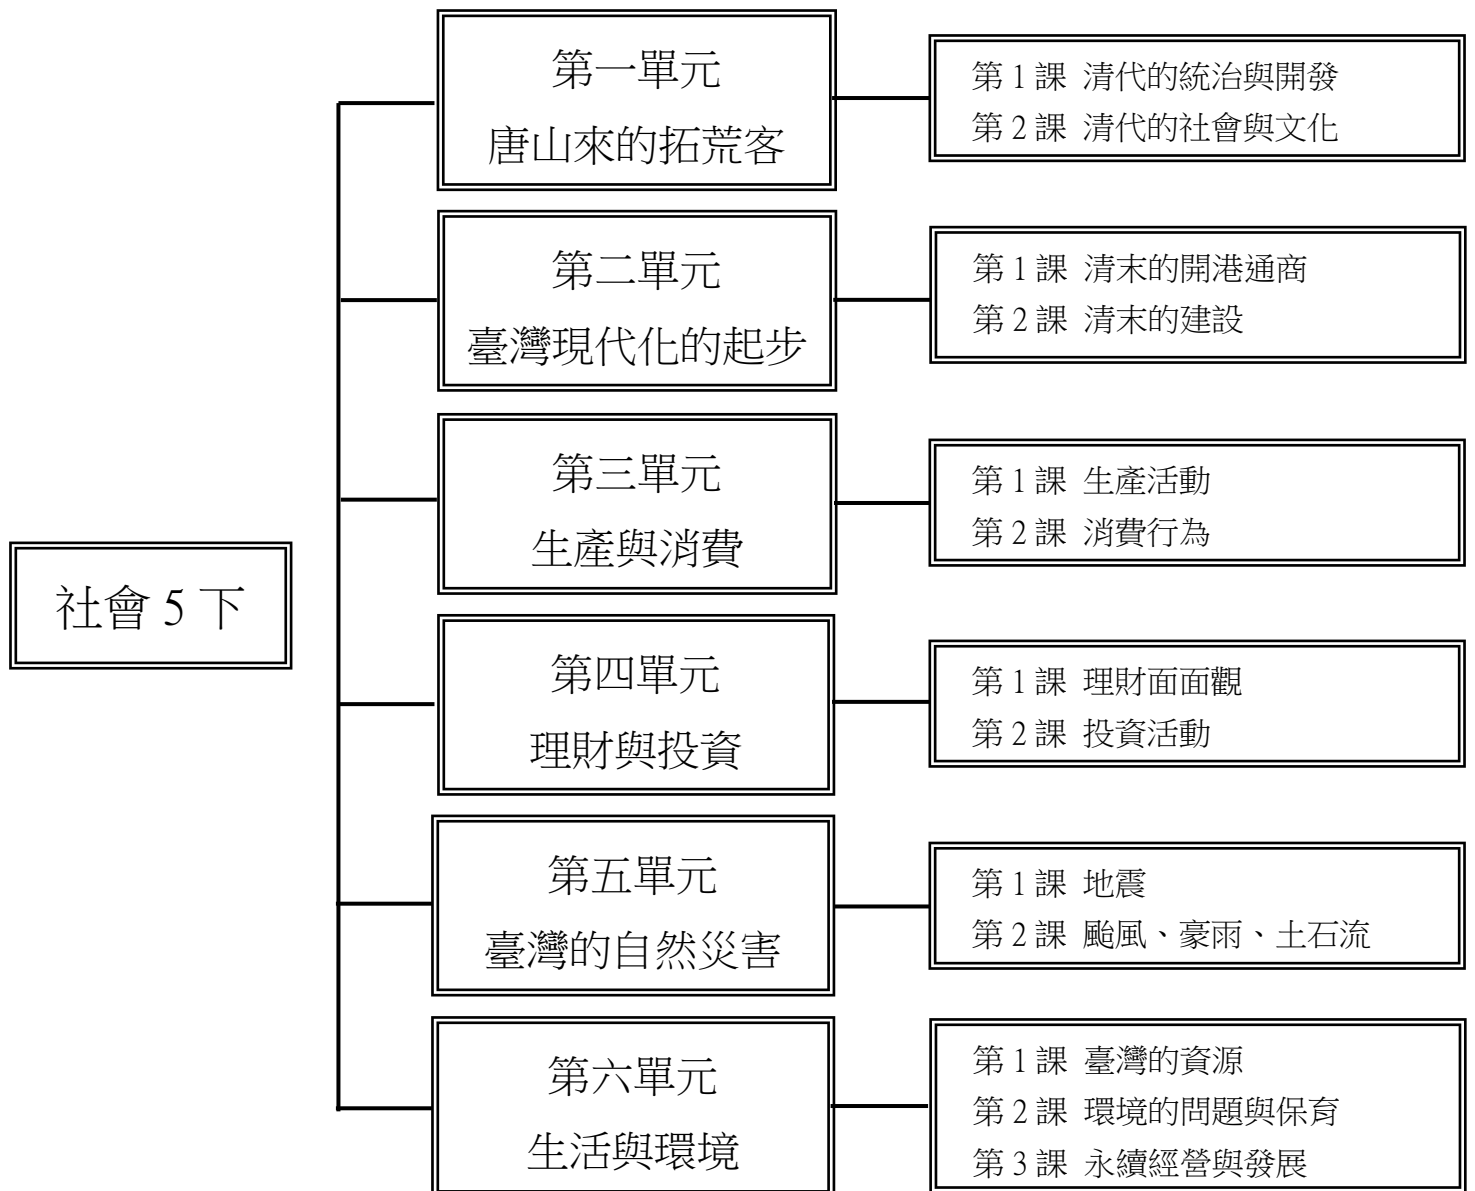 社會 5 下
第一單元
唐山來的拓荒客
第 1 課 清代的統治與開發
第 2 課 清代的社會與文化
第二單元
臺灣現代化的起步
第 1 課 清末的開港通商
第 2 課 清末的建設
第三單元
生產與消費
第 1 課 生產活動
第 2 課 消費行為
第四單元
理財與投資
第 1 課 理財面面觀
第 2 課 投資活動
第五單元
臺灣的自然災害
第 1 課 地震
第 2 課 颱風、豪雨、土石流
第六單元
生活與環境
第 1 課 臺灣的資源
第 2 課 環境的問題與保育
第 3 課 永續經營與發展